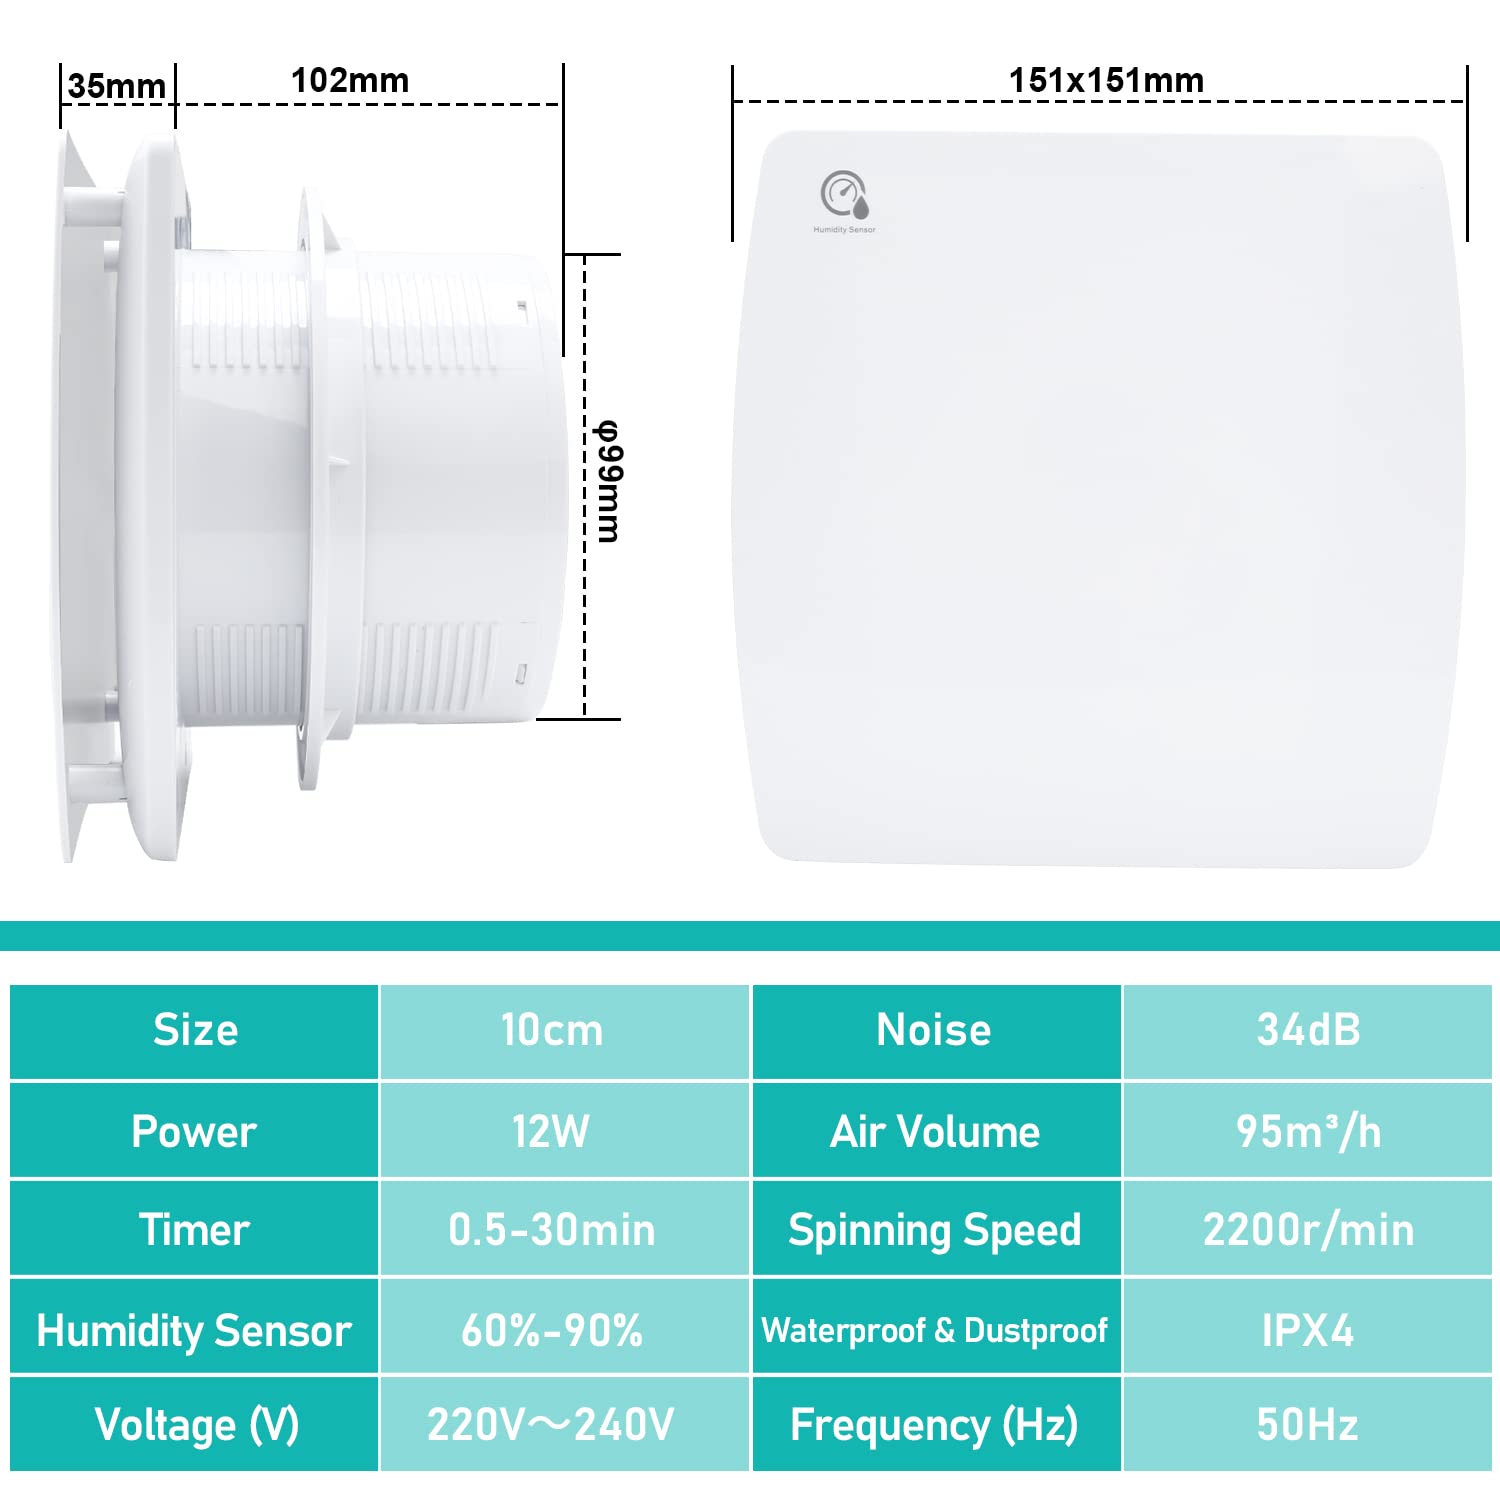 35mm
102mm
151x151mm
Humidity Sensor
φ99mm
Size 10cm Noise 34dB
Power 12W Air Volume 95m³/h
Timer 0.5-30min Spinning Speed 2200r/min
Humidity Sensor 60%-90% Waterproof & Dustproof IPX4
Voltage (V) 220V～240V Frequency (Hz) 50Hz